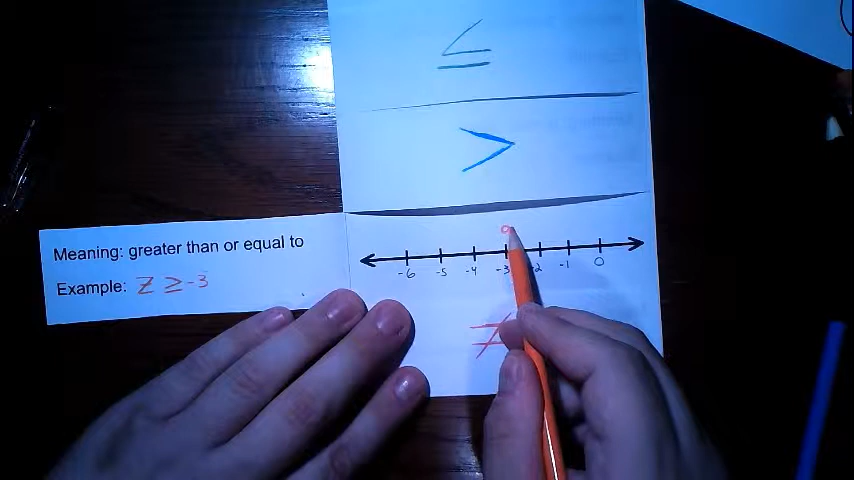 ≤
>
Meaning: greater than or equal to
Example: z ≥ -3
-6 -5 -4 -3 -2 -1 0
≠